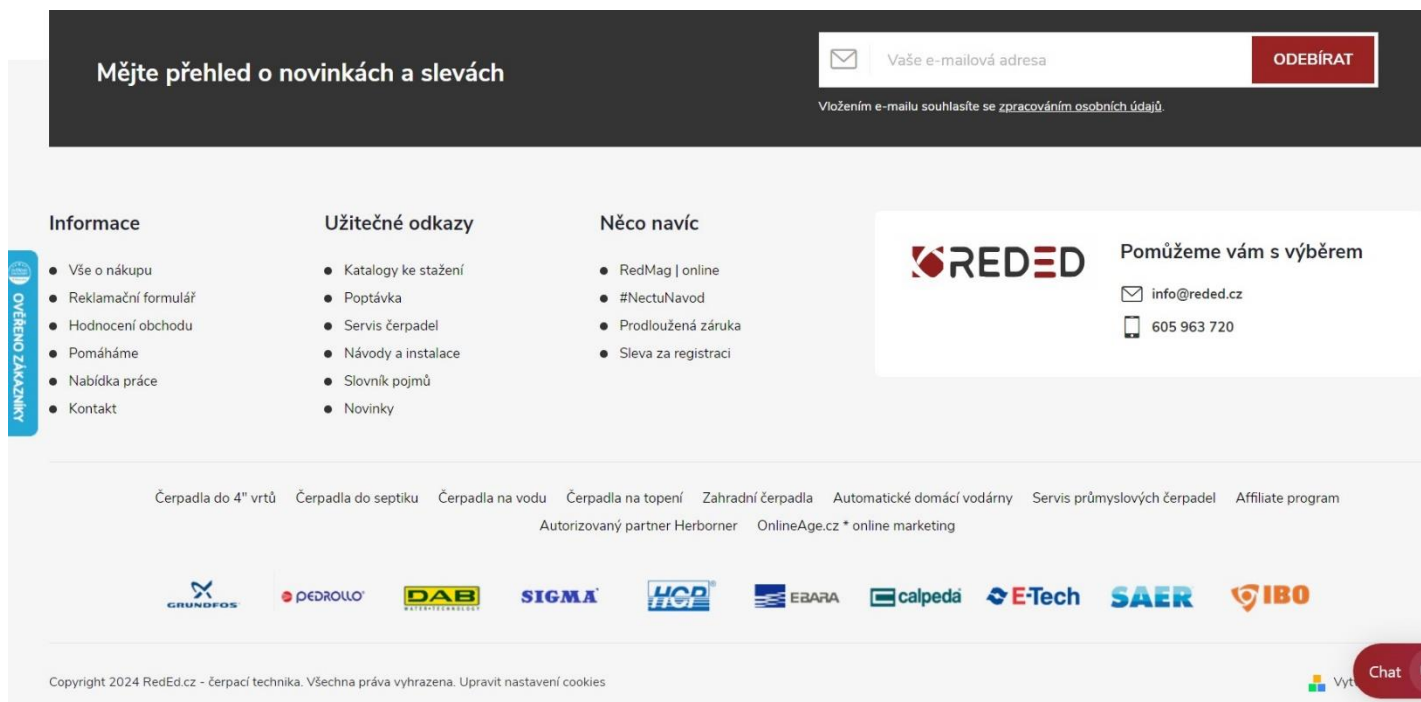 Mějte přehled o novinkách a slevách
Vaše e-mailová adresa
ODEBÍRAT
Vložením e-mailu souhlasíte se zpracováním osobních údajů.
Informace
Vše o nákupu
Reklamační formulář
Hodnocení obchodu
Pomáháme
Nabídka práce
Kontakt
Užitečné odkazy
Katalogy ke stažení
Poptávka
Servis čerpadel
Návody a instalace
Slovník pojmů
Novinky
Něco navíc
RedMag | online
#NectuNavod
Prodloužená záruka
Sleva za registraci
REDED
Pomůžeme vám s výběrem
info@reded.cz
605 963 720
OVĚŘENO ZÁKAZNÍKY
Čerpadla do 4" vrtů Čerpadla do septiku Čerpadla na vodu Čerpadla na topení Zahradní čerpadla Automatické domácí vodárny Servis průmyslových čerpadel Affiliate program
Autorizovaný partner Herborner OnlineAge.cz * online marketing
GRUNDFOS PEDROLLO DAB SIGMA HCP EBARA calpeda E-Tech SAER IBO
WATER•TECHNOLOGY
Copyright 2024 RedEd.cz - čerpací technika. Všechna práva vyhrazena. Upravit nastavení cookies
Chat